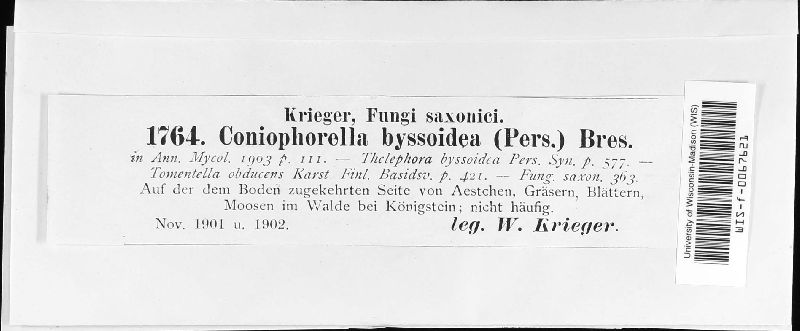 Krieger, Fungi saxonici.
1764. Coniophorella byssoidea (Pers.) Bres.
in Ann. Mycol. 1903 p. 111. — Thelephora byssoidea Pers. Syn. p. 577. —
Tomentella obducens Karst Finl. Basidsv. p. 421. — Fung. saxon. 363.
Auf der dem Boden zugekehrten Seite von Aestchen, Gräsern, Blättern,
Moosen im Walde bei Königstein; nicht häufig.
Nov. 1901 u. 1902. leg. W. Krieger.
University of Wisconsin-Madison (WIS)
WIS-f-0067621